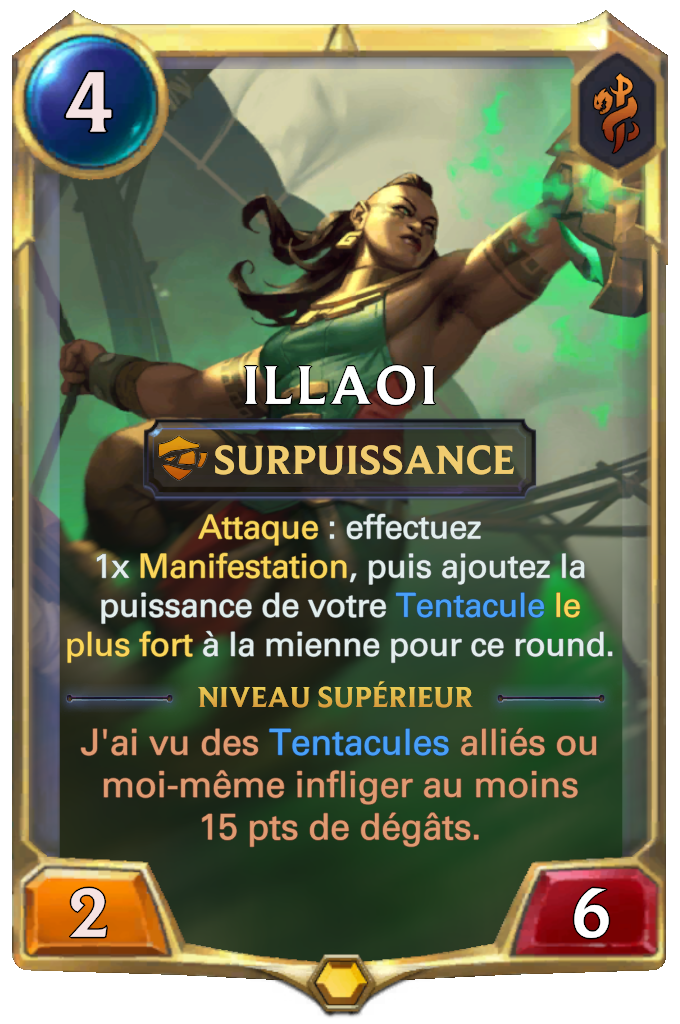 4
ILLAOI
SURPUISSANCE
Attaque : effectuez
1x Manifestation, puis ajoutez la
puissance de votre Tentacule le
plus fort à la mienne pour ce round.
NIVEAU SUPÉRIEUR
J'ai vu des Tentacules alliés ou
moi-même infliger au moins
15 pts de dégâts.
2
6